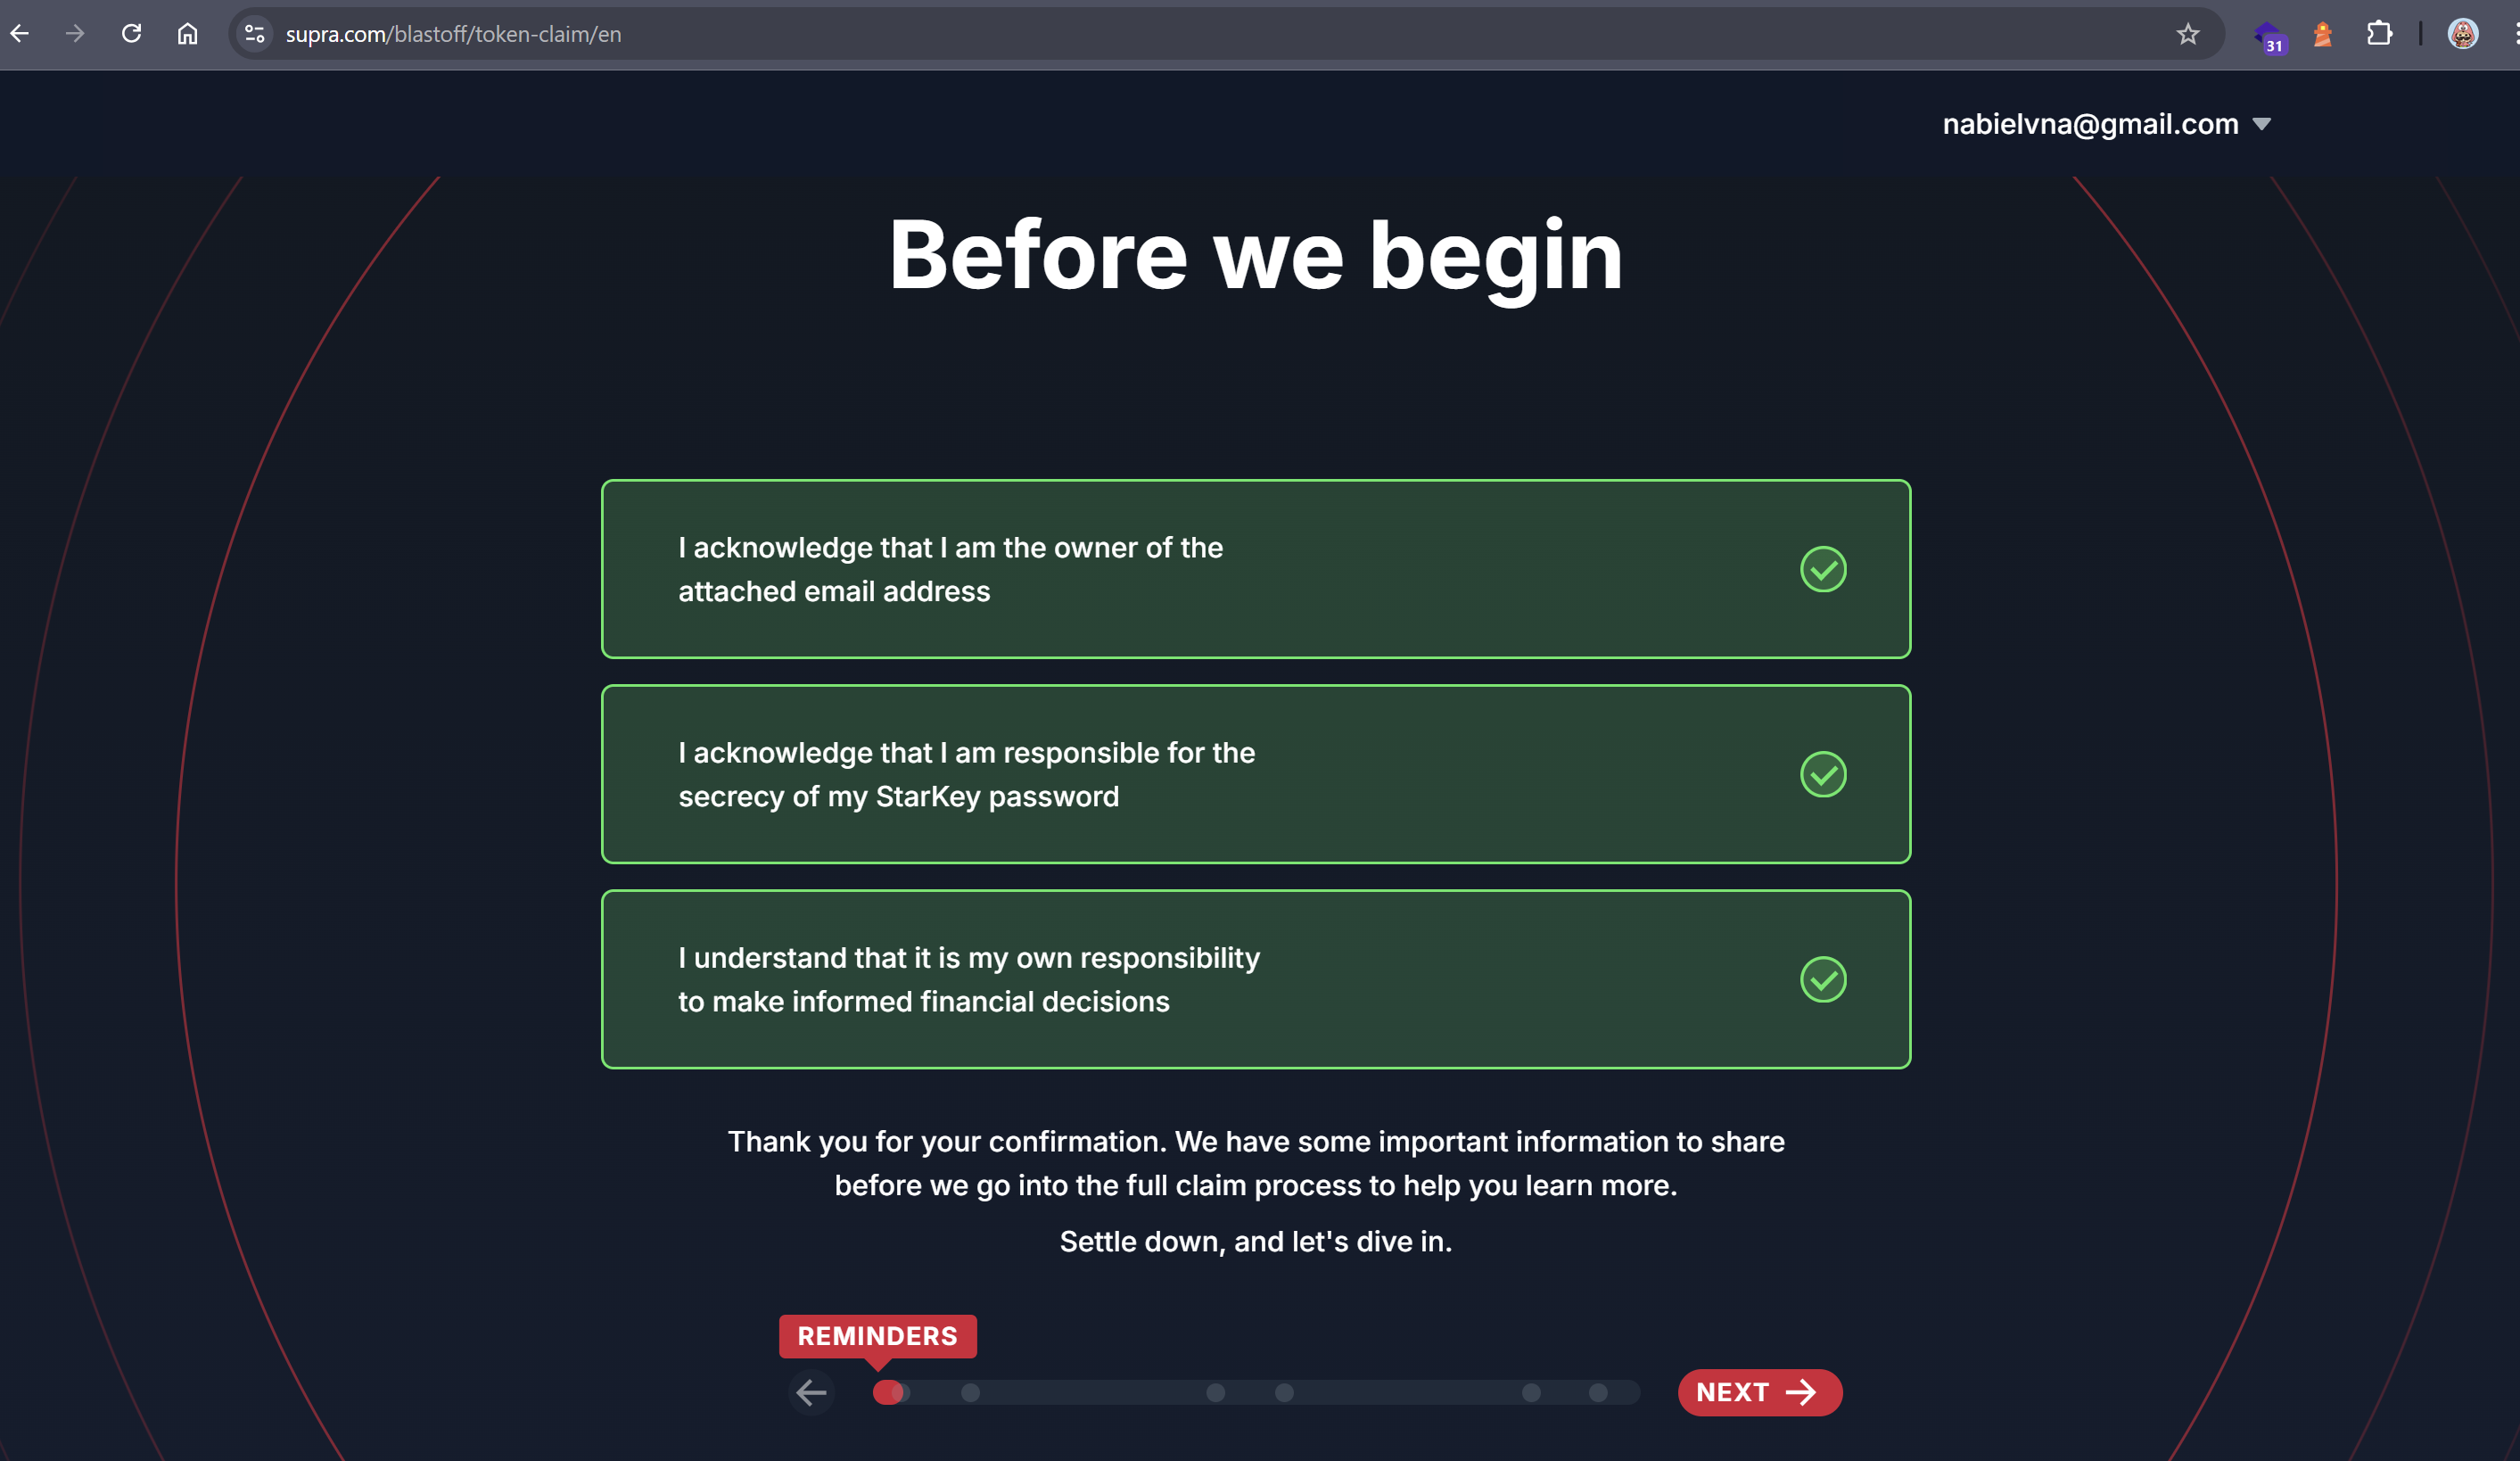 supra.com/blastoff/token-claim/en
31
nabielvna@gmail.com
Before we begin
I acknowledge that I am the owner of the
attached email address
I acknowledge that I am responsible for the
secrecy of my StarKey password
I understand that it is my own responsibility
to make informed financial decisions
Thank you for your confirmation. We have some important information to share
before we go into the full claim process to help you learn more.
Settle down, and let's dive in.
REMINDERS
NEXT